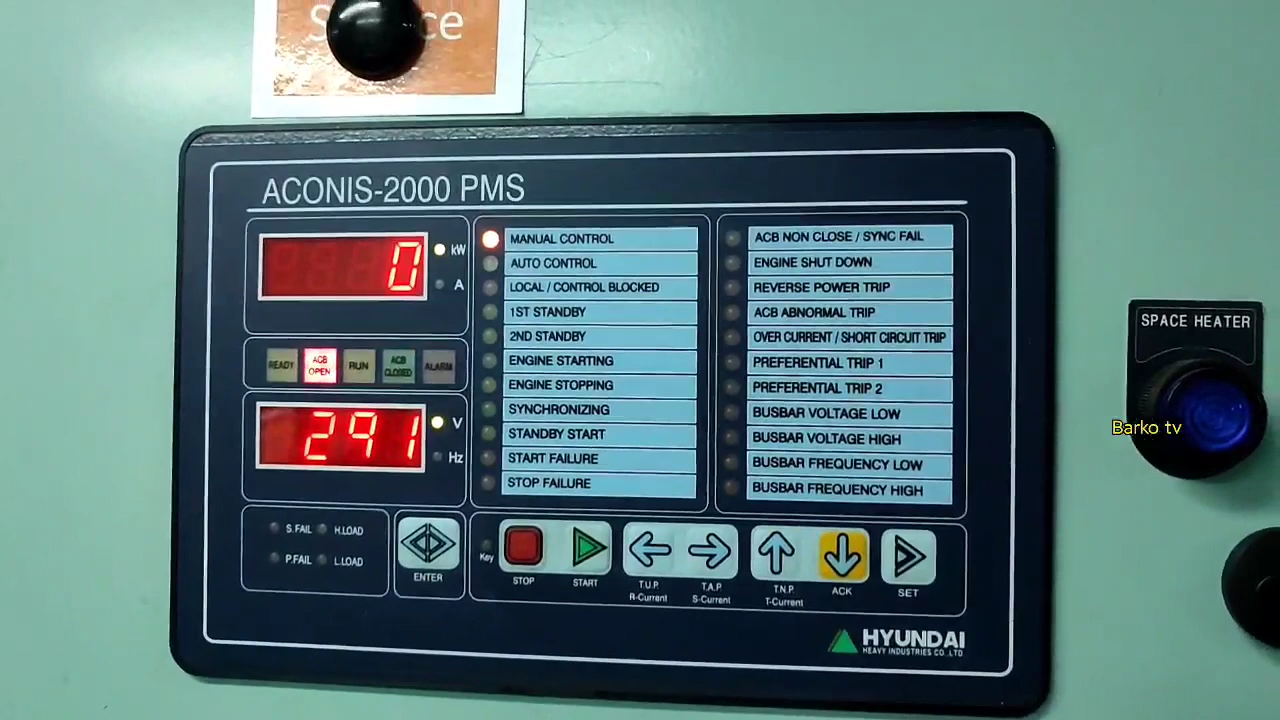 ce
ACONIS-2000 PMS
0
kW
A
READY
ACB OPEN
RUN
ACB CLOSED
ALARM
291
V
Hz
MANUAL CONTROL
AUTO CONTROL
LOCAL / CONTROL BLOCKED
1ST STANDBY
2ND STANDBY
ENGINE STARTING
ENGINE STOPPING
SYNCHRONIZING
STANDBY START
START FAILURE
STOP FAILURE
ACB NON CLOSE / SYNC FAIL
ENGINE SHUT DOWN
REVERSE POWER TRIP
ACB ABNORMAL TRIP
OVER CURRENT / SHORT CIRCUIT TRIP
PREFERENTIAL TRIP 1
PREFERENTIAL TRIP 2
BUSBAR VOLTAGE LOW
BUSBAR VOLTAGE HIGH
BUSBAR FREQUENCY LOW
BUSBAR FREQUENCY HIGH
S.FAIL
H.LOAD
P.FAIL
L.LOAD
ENTER
Key
STOP
START
T.U.P.
R-Current
T.A.P.
S-Current
T.N.P.
T-Current
ACK
SET
HYUNDAI
HEAVY INDUSTRIES CO.,LTD
SPACE HEATER
Barko tv